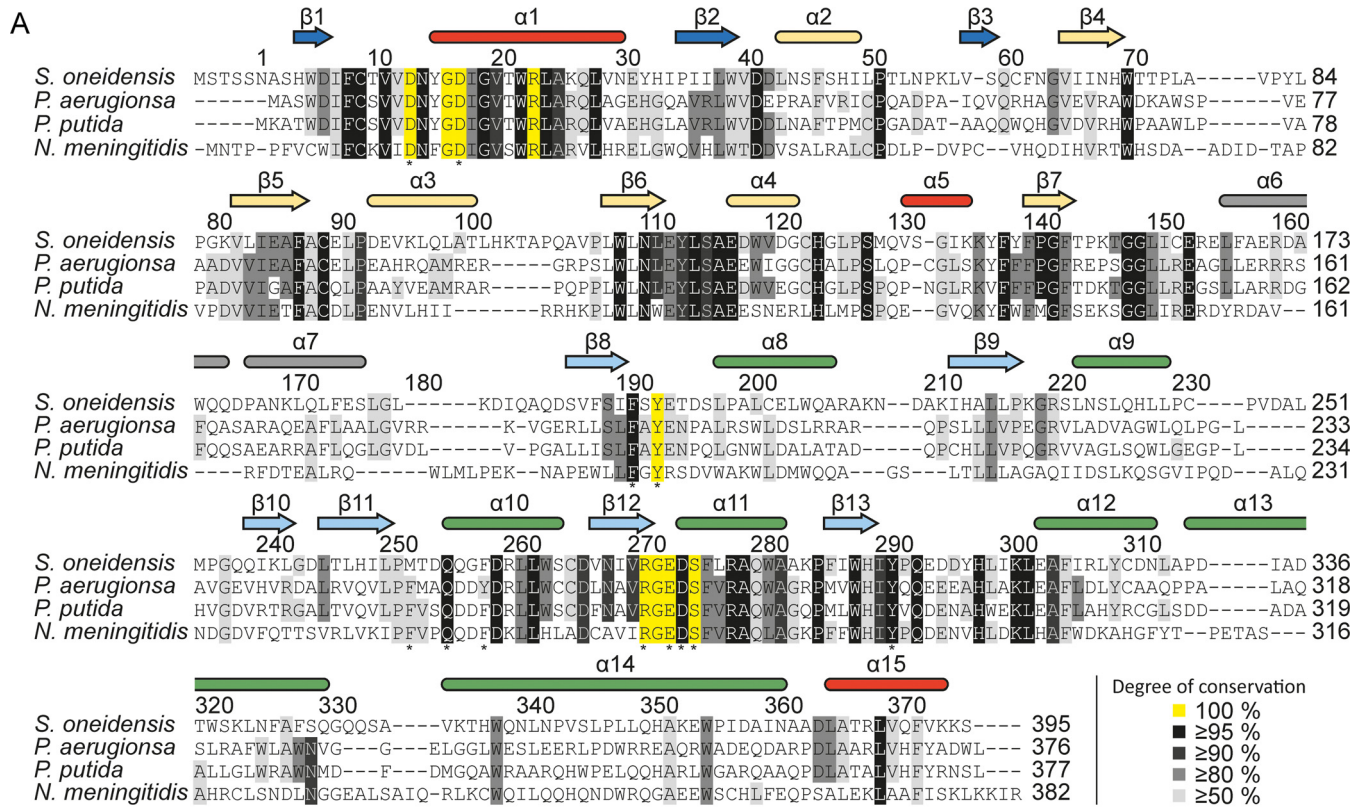 A
β1 α1 β2 α2 β3 β4
1 10 20 30 40 50 60 70
S. oneidensis MSTSSNASHWDIFCTVVDNYGDIGVTWRLAKQLVNEYHIPIILWVDDLNSFSHILPTLNPKLV-SQCFNGVIINHWTTPLA-----VPYL 84
P. aerugionsa ------MASWDIFCSVVDNYGDIGVTWRLARQLAGEHGQAVRLWVDEPRAFVRICPQADPA-IQVQRHAGVEVRAWDKAWSP------VE 77
P. putida -----MKATWDIFCSVVDNYGDIGVTWRLARQLVAEHGLAVRLWVDDLNAFTPMCPGADAT-AAQQWQHGVDVRHWPAAWLP------VA 78
N. meningitidis -MNTP-PFVCWIFCKVIDNFGDIGVSWRLARVLHRELGWQVHLWTDDVSALRALCPDLP-DVPC--VHQDIHVRTWHSDA--ADID-TAP 82
* *
β5 α3 β6 α4 α5 β7 α6
80 90 100 110 120 130 140 150 160
S. oneidensis PGKVLIEAFACELPDEVKLQLATLHKTAPQAVPLWLNLEYLSAEDWVDGCHGLPSMQVS-GIKKYFYFPGFTPKTGGLICERELFAERDA 173
P. aerugionsa AADVVIEAFACELPEAHRQAMRER-----GRPSLWLNLEYLSAEEWIGGCHALPSLQP-CGLSKYFFFPGFREPSGGLLREAGLLERRRS 161
P. putida PADVVIGAFACQLPAAYVEAMRAR-----PQPPLWLNLEYLSAEDWVEGCHGLPSPQP-NGLRKVFFFPGFTDKTGGLLREGSLLARRDG 162
N. meningitidis VPDVVIETFACDLPENVLHII------RRHKPLWLNWEYLSAEESNERLHLMPSPQE--GVQKYFWFMGFSEKSGGLIRERDYRDAV-- 161
α7 β8 α8 β9 α9
170 180 190 200 210 220 230
S. oneidensis WQQDPANKLQLFESLGL------KDIQAQDSVFSIFSYETDSLPALCELWQARAKN--DAKIHALLPKGRSLNSLQHLLPC----PVDAL 251
P. aerugionsa FQASARAQEAFLAALGVRR-----K-VGERLLSLFAYENPALRSWLDSLRRAR-----QPSLLLVPEGRVLADVAGWLQPG-L------ 233
P. putida FQQSAEARRAFLQGLGVDL-----V-PGALLISLFAYENPQLGNWLDALATAD-----QPCHLLVPQGRVVAGLSQWLGEGP-L------ 234
N. meningitidis ----RFDTEALRQ-----WLMLPEK--NAPEWLLFGYRSDVWAKWLDMWQQA---GS--LTLLLAGAQIIDSLKQSGVIPQD---ALQ 231
* *
β10 β11 α10 β12 α11 β13 α12 α13
240 250 260 270 280 290 300 310
S. oneidensis MPGQQIKLGDLTLHILPMTDQQGFDRLLWSCDVNIVRGEDSFLRAQWAAKPFIWHIYPQEDDYHLIKLEAFIRLYCDNLAPD-----IAD 336
P. aerugionsa AVGEVHVRGALRVQVLPFMAQDDFDRLLWSCDLNAVRGEDSFVRAQWAGRPMLWHIYRQEEEAHLAKLEAFLDLYCAAQPPA----LAQ 318
P. putida HVGDVRTRGALTVQVLPFVSQDDFDRLLWSCDFNAVRGEDSFVRAQWAGQPMVWHIYVQDENAHWEKLEAFLAHYRCGLSDD----ADA 319
N. meningitidis NDGDVFQTTSVRLVKIPFVPQQDFDKLLHLADCAVIRGEDSFVRAQLAGKPFFWHIYPQDENVHLDKLHAFWDKAHGFYT--PETAS--- 316
* * * * * * * *
α14 α15
320 330 340 350 360 370
S. oneidensis TWSKLNFAFSQGQQSA----VKTHWQNLNPVSLPLLQHAKEWPIDAINAADLATRLVQFVKKS---- 395
P. aerugionsa SLRAFWLAWNVG--G-----ELGGLWESLEERLPDWRREAQRWADEQDARPDLAARLVHFYADWL-- 376
P. putida ALLGLWRAWNMD---F---DMGQAWRAARQHWPELQQHARLWGARQAAQPDLATALVHFYRNSL---- 377
N. meningitidis AHRCLSNDLNGGEALSAIQ-RLKCWQILQQHQNDWRQGAEEWSCHLFEQPSALEKLAAFISKLKKIR 382
Degree of conservation
100 %
≥95 %
≥90 %
≥80 %
≥50 %